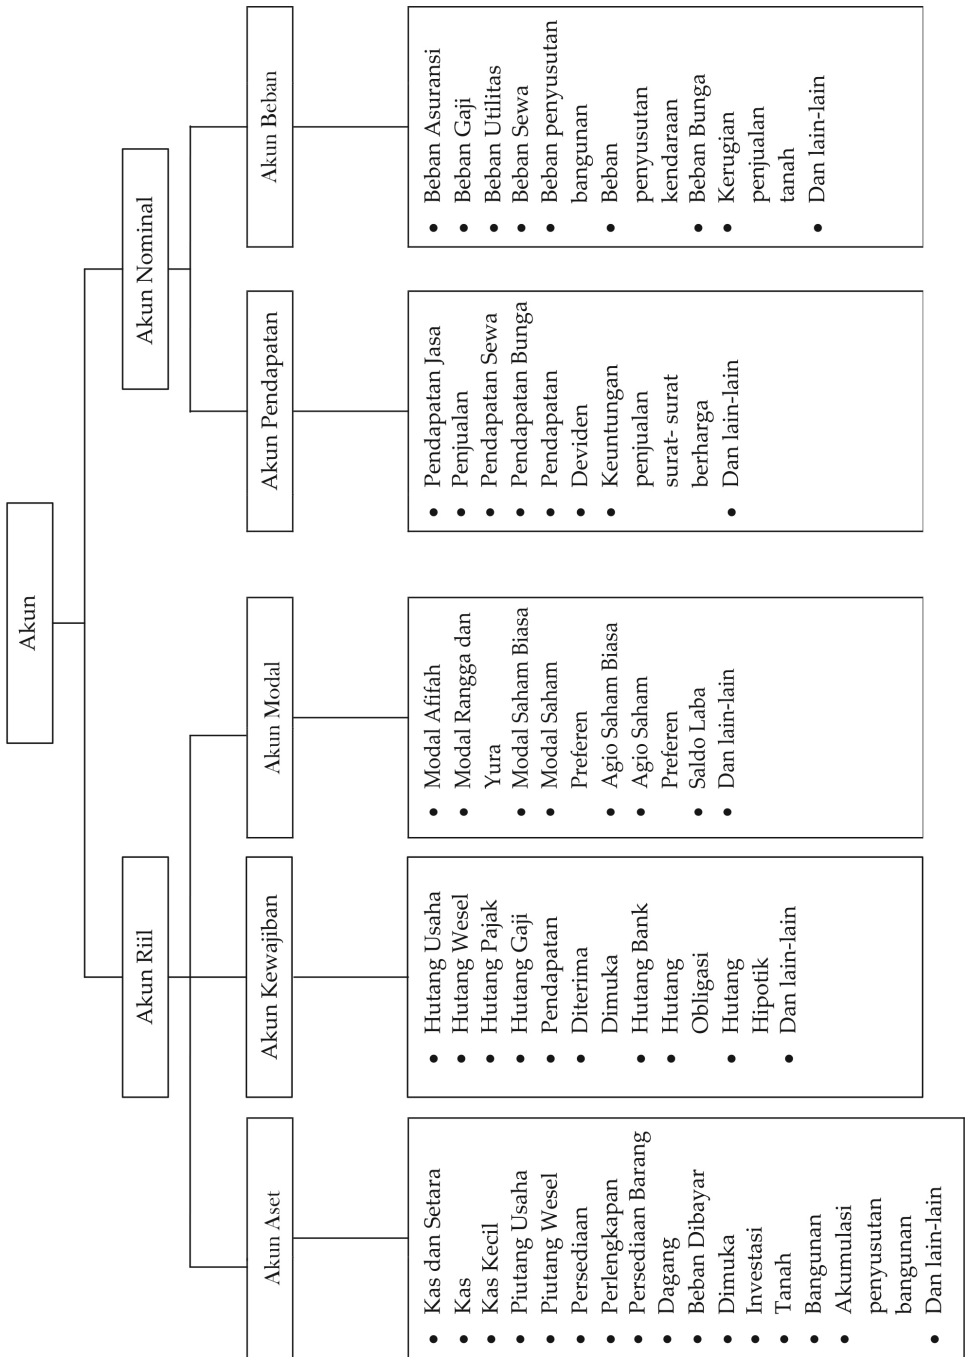 Akun
Akun Riil
Akun Nominal
Akun Aset
Akun Kewajiban
Akun Modal
Akun Pendapatan
Akun Beban
• Kas dan Setara
• Kas
• Kas Kecil
• Piutang Usaha
• Piutang Wesel
• Persediaan
• Perlengkapan
• Persediaan Barang
• Dagang
• Beban Dibayar
• Dimuka
• Investasi
• Tanah
• Bangunan
• Akumulasi
penyusutan
bangunan
• Dan lain-lain
• Hutang Usaha
• Hutang Wesel
• Hutang Pajak
• Hutang Gaji
• Pendapatan
• Diterima
Dimuka
• Hutang Bank
• Hutang
Obligasi
• Hutang
Hipotik
• Dan lain-lain
• Modal Afifah
• Modal Rangga dan
Yura
• Modal Saham Biasa
• Modal Saham
Preferen
• Agio Saham Biasa
• Agio Saham
Preferen
• Saldo Laba
• Dan lain-lain
• Pendapatan Jasa
• Penjualan
• Pendapatan Sewa
• Pendapatan Bunga
• Pendapatan
• Deviden
• Keuntungan
penjualan
surat- surat
berharga
• Dan lain-lain
• Beban Asuransi
• Beban Gaji
• Beban Utilitas
• Beban Sewa
• Beban penyusutan
bangunan
• Beban
penyusutan
kendaraan
• Beban Bunga
• Kerugian
penjualan
tanah
• Dan lain-lain